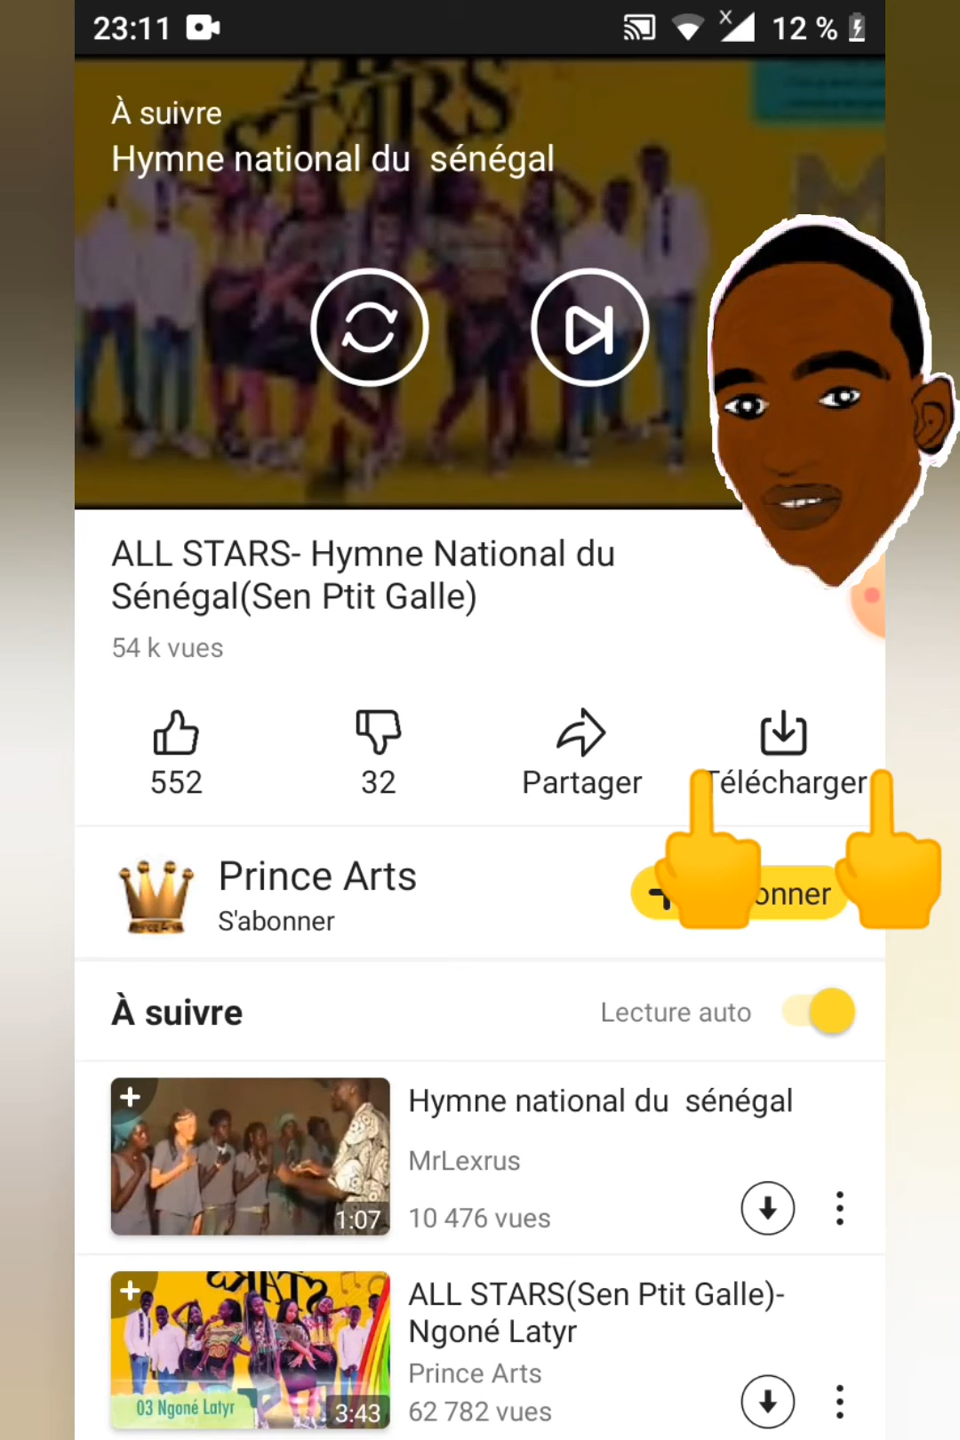 23:11
12 %
STARS
À suivre
Hymne national du sénégal
ALL STARS- Hymne National du
Sénégal(Sen Ptit Galle)
54 k vues
552
32
Partager
Télécharger
Prince Arts
S'abonner
onner
À suivre
Lecture auto
Hymne national du sénégal
MrLexrus
1:07
10 476 vues
STARS
ALL STARS(Sen Ptit Galle)-
Ngoné Latyr
Prince Arts
03 Ngoné Latyr
3:43
62 782 vues